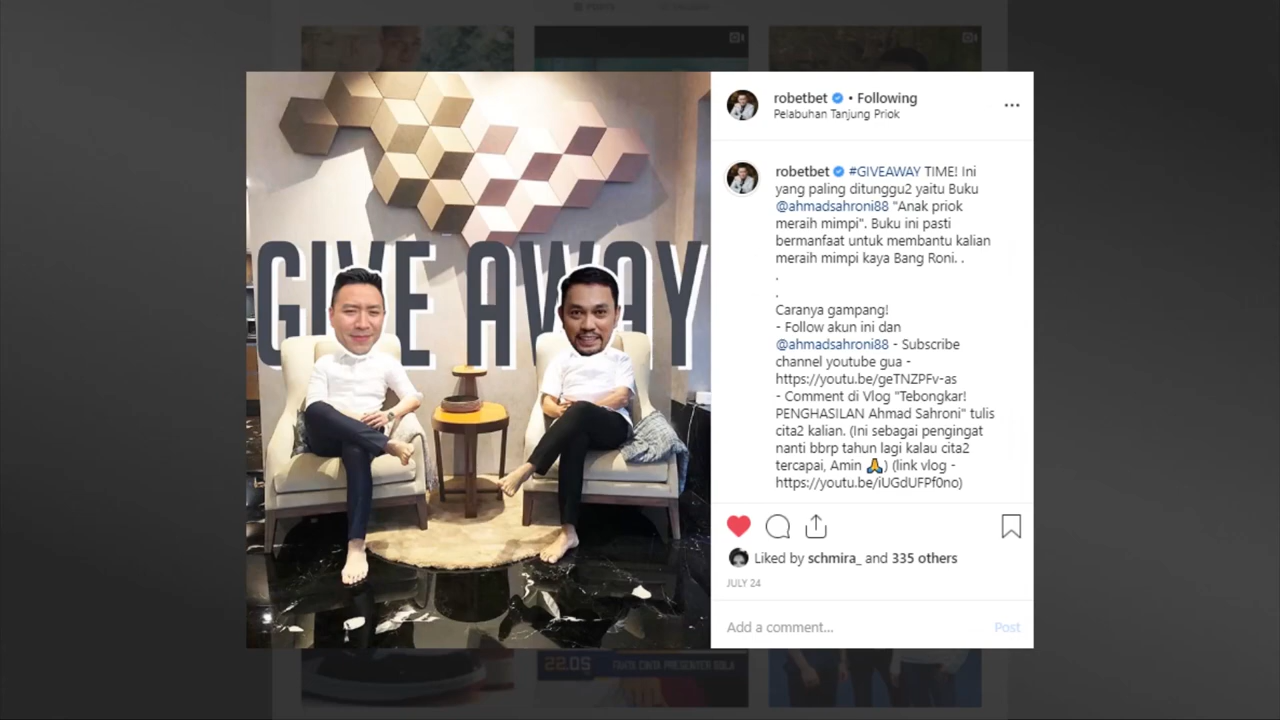 GIVE AWAY
robetbet • Following
Pelabuhan Tanjung Priok
robetbet #GIVEAWAY TIME! Ini
yang paling ditunggu2 yaitu Buku
@ahmadsahroni88 "Anak priok
meraih mimpi". Buku ini pasti
bermanfaat untuk membantu kalian
meraih mimpi kaya Bang Roni. .
.
.
Caranya gampang!
- Follow akun ini dan
@ahmadsahroni88 - Subscribe
channel youtube gua -
https://youtu.be/geTNZPFv-as
- Comment di Vlog "Tebongkar!
PENGHASILAN Ahmad Sahroni" tulis
cita2 kalian. (Ini sebagai pengingat
nanti bbrp tahun lagi kalau cita2
tercapai, Amin 🙏) (link vlog -
https://youtu.be/iUGdUFPf0no)
Liked by schmira_ and 335 others
JULY 24
Add a comment... Post
22.05